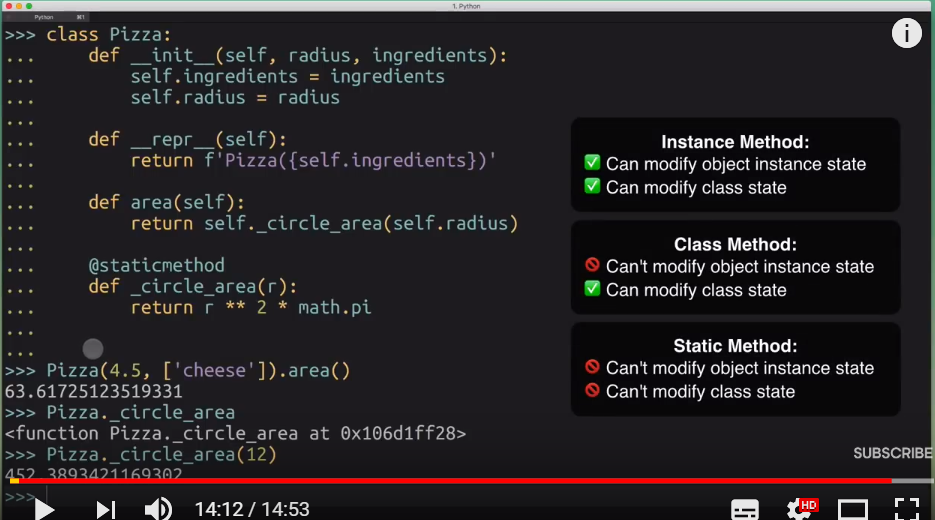 1. Python
Python ⌘1
>>> class Pizza:
... def __init__(self, radius, ingredients):
... self.ingredients = ingredients
... self.radius = radius
...
... def __repr__(self):
... return f'Pizza({self.ingredients})'
...
... def area(self):
... return self._circle_area(self.radius)
...
... @staticmethod
... def _circle_area(r):
... return r ** 2 * math.pi
...
...
>>> Pizza(4.5, ['cheese']).area()
63.61725123519331
>>> Pizza._circle_area
<function Pizza._circle_area at 0x106d1ff28>
>>> Pizza._circle_area(12)
452.3893421169302
>>>
i
Instance Method:
✅ Can modify object instance state
✅ Can modify class state
Class Method:
🚫 Can't modify object instance state
✅ Can modify class state
Static Method:
🚫 Can't modify object instance state
🚫 Can't modify class state
SUBSCRIBE
14:12 / 14:53
HD